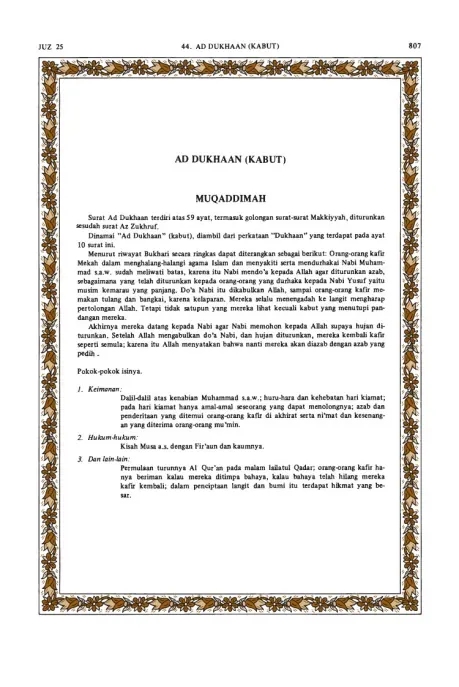 JUZ 25 44. AD DUKHAAN (KABUT) 807
AD DUKHAAN (KABUT)
MUQADDIMAH
Surat Ad Dukhaan terdiri atas 59 ayat, termasuk golongan surat-surat Makkiyyah, diturunkan
sesudah surat Az Zukhruf.
Dinamai "Ad Dukhaan" (kabut), diambil dari perkataan "Dukhaan" yang terdapat pada ayat
10 surat ini.
Menurut riwayat Bukhari secara ringkas dapat diterangkan sebagai berikut: Orang-orang kafir
Mekah dalam menghalang-halangi agama Islam dan menyakiti serta mendurhakai Nabi Muham-
mad s.a.w. sudah meliwati batas, karena itu Nabi mendo'a kepada Allah agar diturunkan azab,
sebagaimana yang telah diturunkan kepada orang-orang yang durhaka kepada Nabi Yusuf yaitu
musim kemarau yang panjang. Do'a Nabi itu dikabulkan Allah, sampai orang-orang kafir me-
makan tulang dan bangkai, karena kelaparan. Mereka selalu menengadah ke langit mengharap
pertolongan Allah. Tetapi tidak satupun yang mereka lihat kecuali kabut yang menutupi pan-
dangan mereka.
Akhirnya mereka datang kepada Nabi agar Nabi memohon kepada Allah supaya hujan di-
turunkan. Setelah Allah mengabulkan do'a Nabi, dan hujan diturunkan, mereka kembali kafir
seperti semula; karena itu Allah menyatakan bahwa nanti mereka akan diazab dengan azab yang
pedih .
Pokok-pokok isinya.
1. Keimanan:
Dalil-dalil atas kenabian Muhammad s.a.w.; huru-hara dan kehebatan hari kiamat;
pada hari kiamat hanya amal-amal seseorang yang dapat menolongnya; azab dan
penderitaan yang ditemui orang-orang kafir di akhirat serta ni'mat dan kesenang-
an yang diterima orang-orang mu'min.
2. Hukum-hukum:
Kisah Musa a.s. dengan Fir'aun dan kaumnya.
3. Dan lain-lain:
Permulaan turunnya Al Qur'an pada malam lailatul Qadar; orang-orang kafir ha-
nya beriman kalau mereka ditimpa bahaya, kalau bahaya telah hilang mereka
kafir kembali; dalam penciptaan langit dan bumi itu terdapat hikmat yang be-
sar.